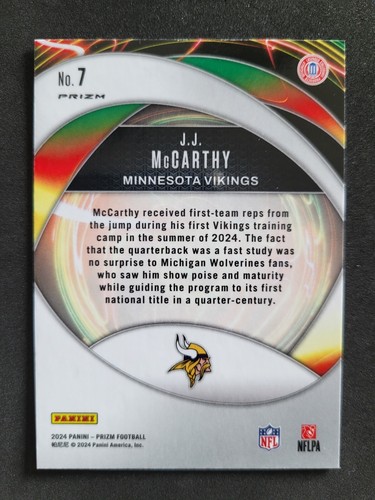 No. 7
PRIZM
J.J.
McCARTHY
MINNESOTA VIKINGS
McCarthy received first-team reps from
the jump during his first Vikings training
camp in the summer of 2024. The fact
that the quarterback was a fast study was
no surprise to Michigan Wolverines fans,
who saw him show poise and maturity
while guiding the program to its first
national title in a quarter-century.
PANINI
2024 PANINI – PRIZM FOOTBALL
帕尼尼 © 2024 Panini America, Inc.
NFL
NFLPA